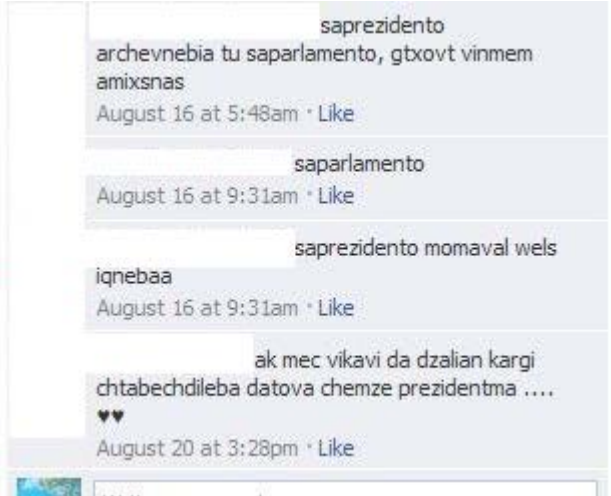 saprezidento
archevnebia tu saparlamento, gtxovt vinmem
amixsnas
August 16 at 5:48am · Like
saparlamento
August 16 at 9:31am · Like
saprezidento momaval wels
iqnebaa
August 16 at 9:31am · Like
ak mec vikavi da dzalian kargi
chtabechdileba datova chemze prezidentma ....
♥♥
August 20 at 3:28pm · Like